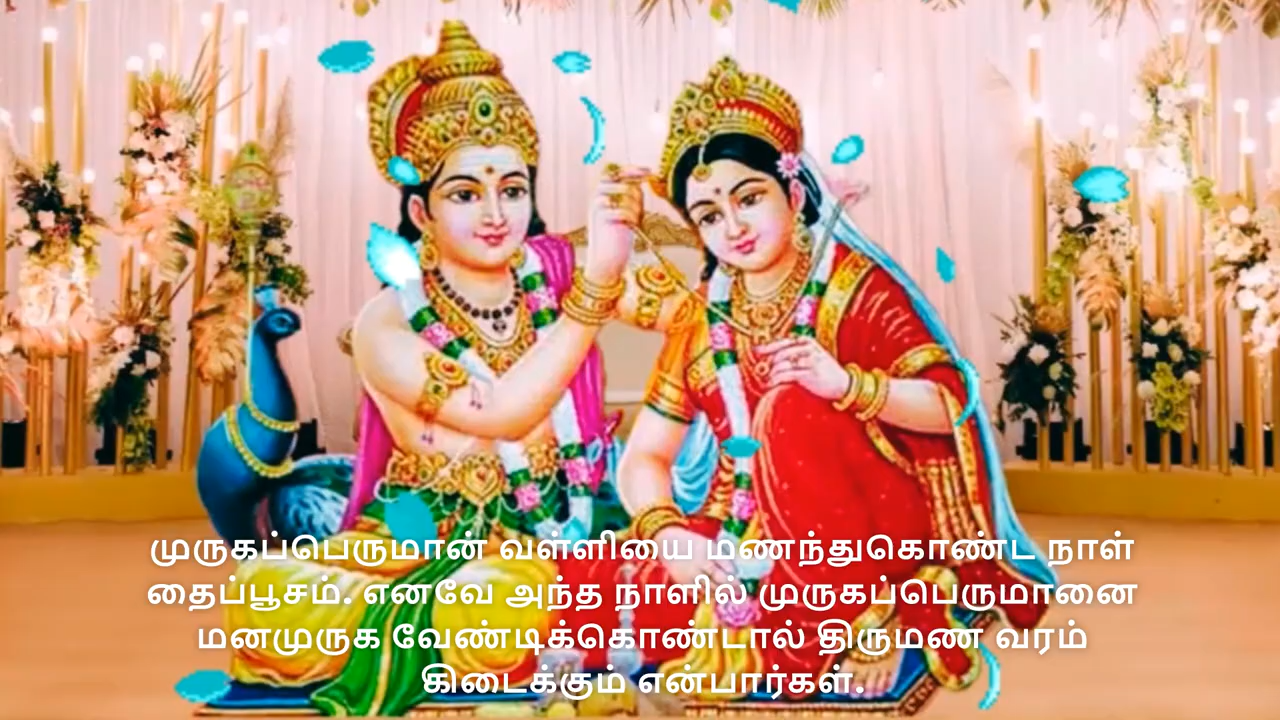 முருகப்பெருமான் வள்ளியை மணந்துகொண்ட நாள்
தைப்பூசம். எனவே அந்த நாளில் முருகப்பெருமானை
மனமுருக வேண்டிக்கொண்டால் திருமண வரம்
கிடைக்கும் என்பார்கள்.